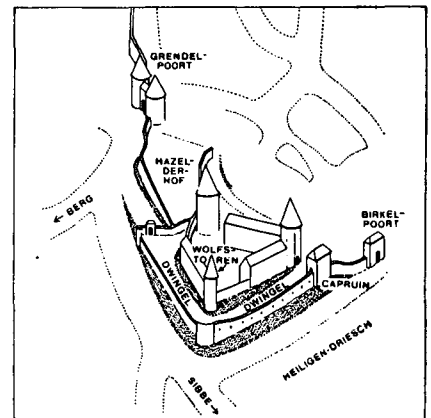 GRENDEL-
POORT
HAZEL-
DER-
HOF
← BERG
BIRKEL-
POORT
WOLFS-
TOREN
DWINGEL
DWINGEL
CAPRUIN
HEILIGEN-DRIESCH
SIBBE →